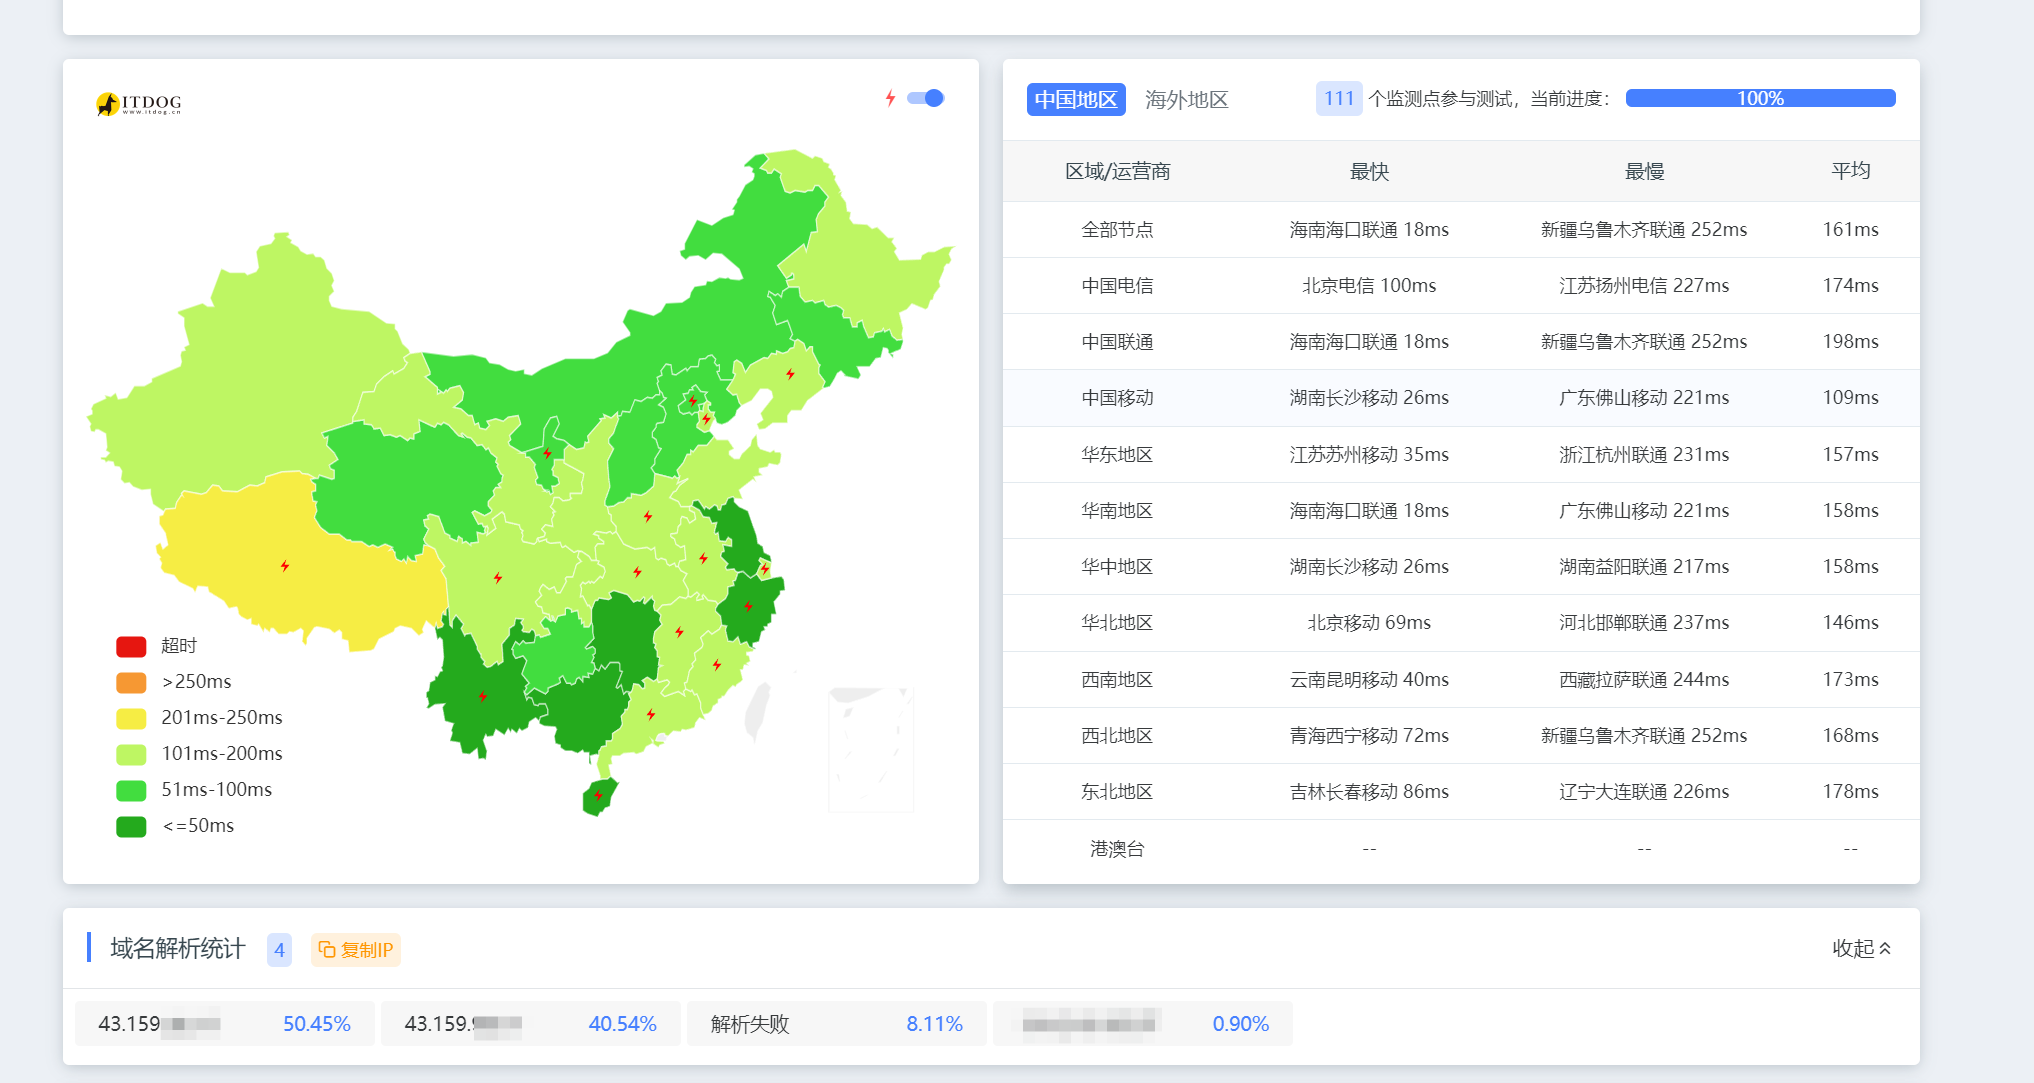 ITDOG
www.itdog.cn
超时
>250ms
201ms-250ms
101ms-200ms
51ms-100ms
<=50ms
中国地区 海外地区 111 个监测点参与测试，当前进度： 100%
区域/运营商 最快 最慢 平均
全部节点 海南海口联通 18ms 新疆乌鲁木齐联通 252ms 161ms
中国电信 北京电信 100ms 江苏扬州电信 227ms 174ms
中国联通 海南海口联通 18ms 新疆乌鲁木齐联通 252ms 198ms
中国移动 湖南长沙移动 26ms 广东佛山移动 221ms 109ms
华东地区 江苏苏州移动 35ms 浙江杭州联通 231ms 157ms
华南地区 海南海口联通 18ms 广东佛山移动 221ms 158ms
华中地区 湖南长沙移动 26ms 湖南益阳联通 217ms 158ms
华北地区 北京移动 69ms 河北邯郸联通 237ms 146ms
西南地区 云南昆明移动 40ms 西藏拉萨联通 244ms 173ms
西北地区 青海西宁移动 72ms 新疆乌鲁木齐联通 252ms 168ms
东北地区 吉林长春移动 86ms 辽宁大连联通 226ms 178ms
港澳台 -- -- --
域名解析统计 4 复制IP 收起
43.159 50.45% 43.159. 40.54% 解析失败 8.11% 0.90%